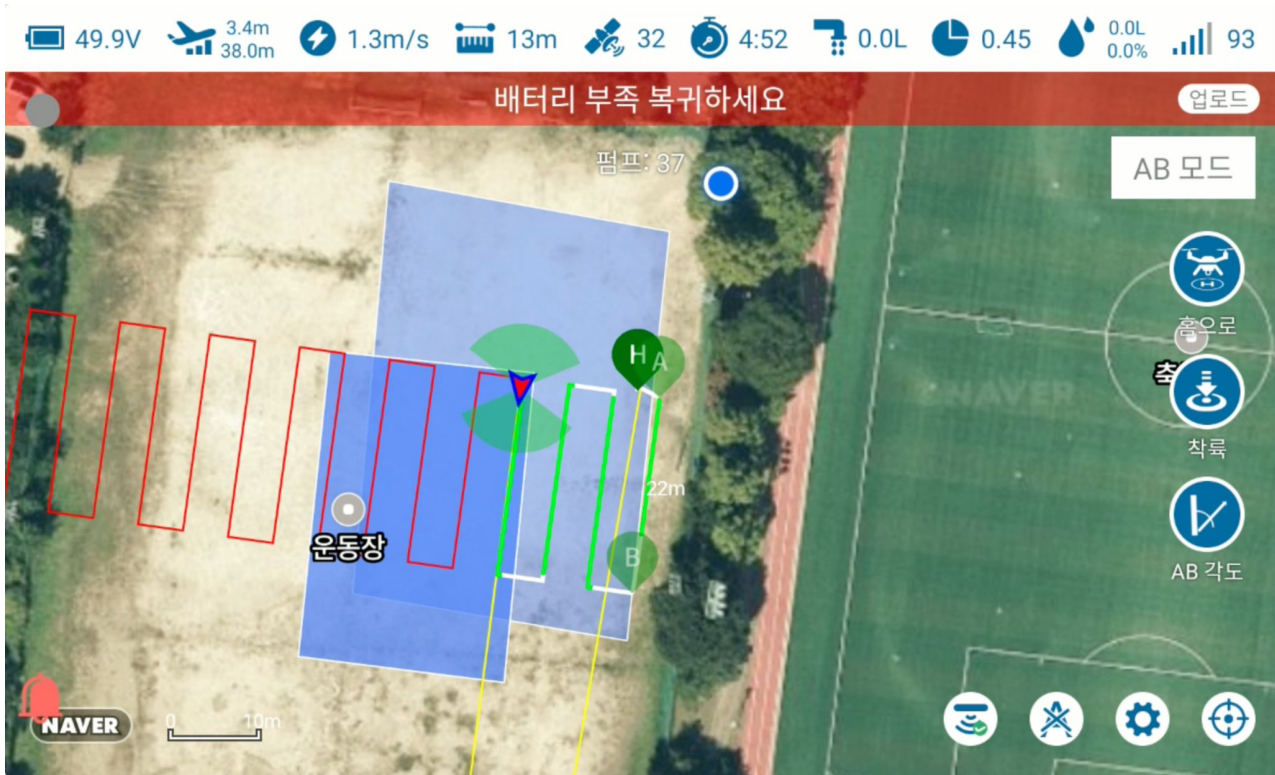 49.9V
3.4m
38.0m
1.3m/s
13m
32
4:52
0.0L
0.45
0.0L
0.0%
93
배터리 부족 복귀하세요
업로드
펌프: 37
AB 모드
홈으로
H
A
NAVER
축
착륙
22m
운동장
B
AB 각도
NAVER
0
10m